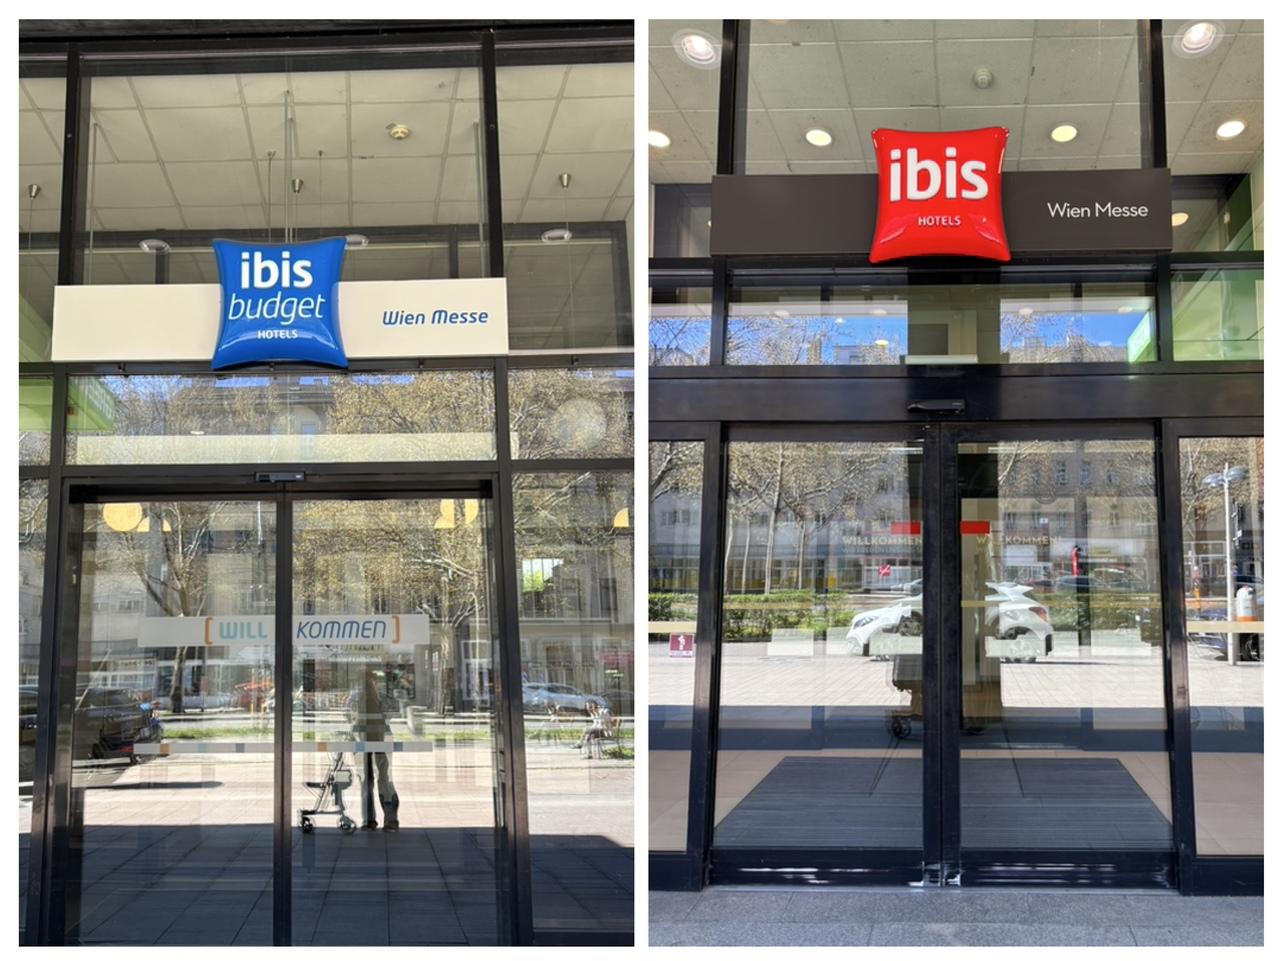 ibis
budget
HOTELS
Wien Messe
[ WILL KOMMEN ]
ibis
HOTELS
Wien Messe
WILLKOMMEN
WILLKOMMEN!